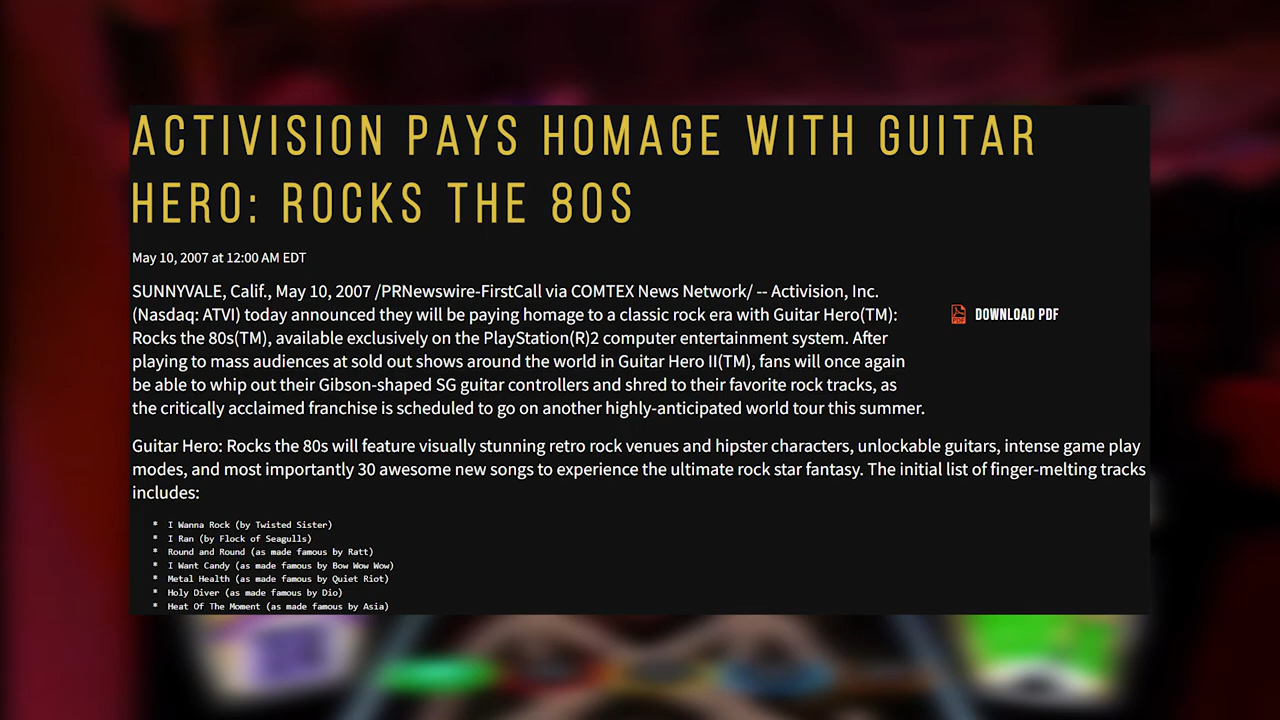 ACTIVISION PAYS HOMAGE WITH GUITAR
HERO: ROCKS THE 80S
May 10, 2007 at 12:00 AM EDT
SUNNYVALE, Calif., May 10, 2007 /PRNewswire-FirstCall via COMTEX News Network/ -- Activision, Inc.
(Nasdaq: ATVI) today announced they will be paying homage to a classic rock era with Guitar Hero(TM):
Rocks the 80s(TM), available exclusively on the PlayStation(R)2 computer entertainment system. After
playing to mass audiences at sold out shows around the world in Guitar Hero II(TM), fans will once again
be able to whip out their Gibson-shaped SG guitar controllers and shred to their favorite rock tracks, as
the critically acclaimed franchise is scheduled to go on another highly-anticipated world tour this summer.
PDF DOWNLOAD PDF
Guitar Hero: Rocks the 80s will feature visually stunning retro rock venues and hipster characters, unlockable guitars, intense game play
modes, and most importantly 30 awesome new songs to experience the ultimate rock star fantasy. The initial list of finger-melting tracks
includes:
* I Wanna Rock (by Twisted Sister)
* I Ran (by Flock of Seagulls)
* Round and Round (as made famous by Ratt)
* I Want Candy (as made famous by Bow Wow Wow)
* Metal Health (as made famous by Quiet Riot)
* Holy Diver (as made famous by Dio)
* Heat Of The Moment (as made famous by Asia)